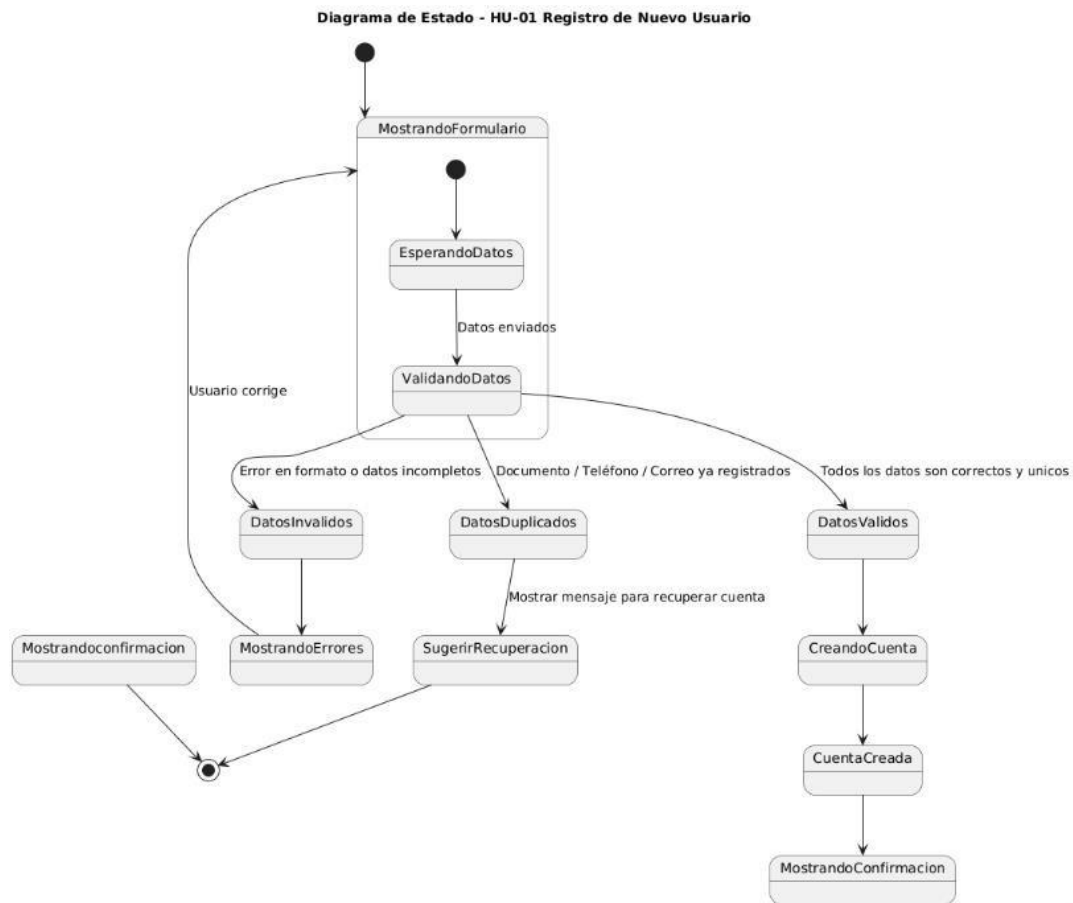 Diagrama de Estado - HU-01 Registro de Nuevo Usuario
MostrandoFormulario
EsperandoDatos
Datos enviados
ValidandoDatos
Usuario corrige
Error en formato o datos incompletos
Documento / Teléfono / Correo ya registrados
Todos los datos son correctos y unicos
DatosInvalidos
DatosDuplicados
DatosValidos
Mostrar mensaje para recuperar cuenta
Mostrandoconfirmacion
MostrandoErrores
SugerirRecuperacion
CreandoCuenta
CuentaCreada
MostrandoConfirmacion